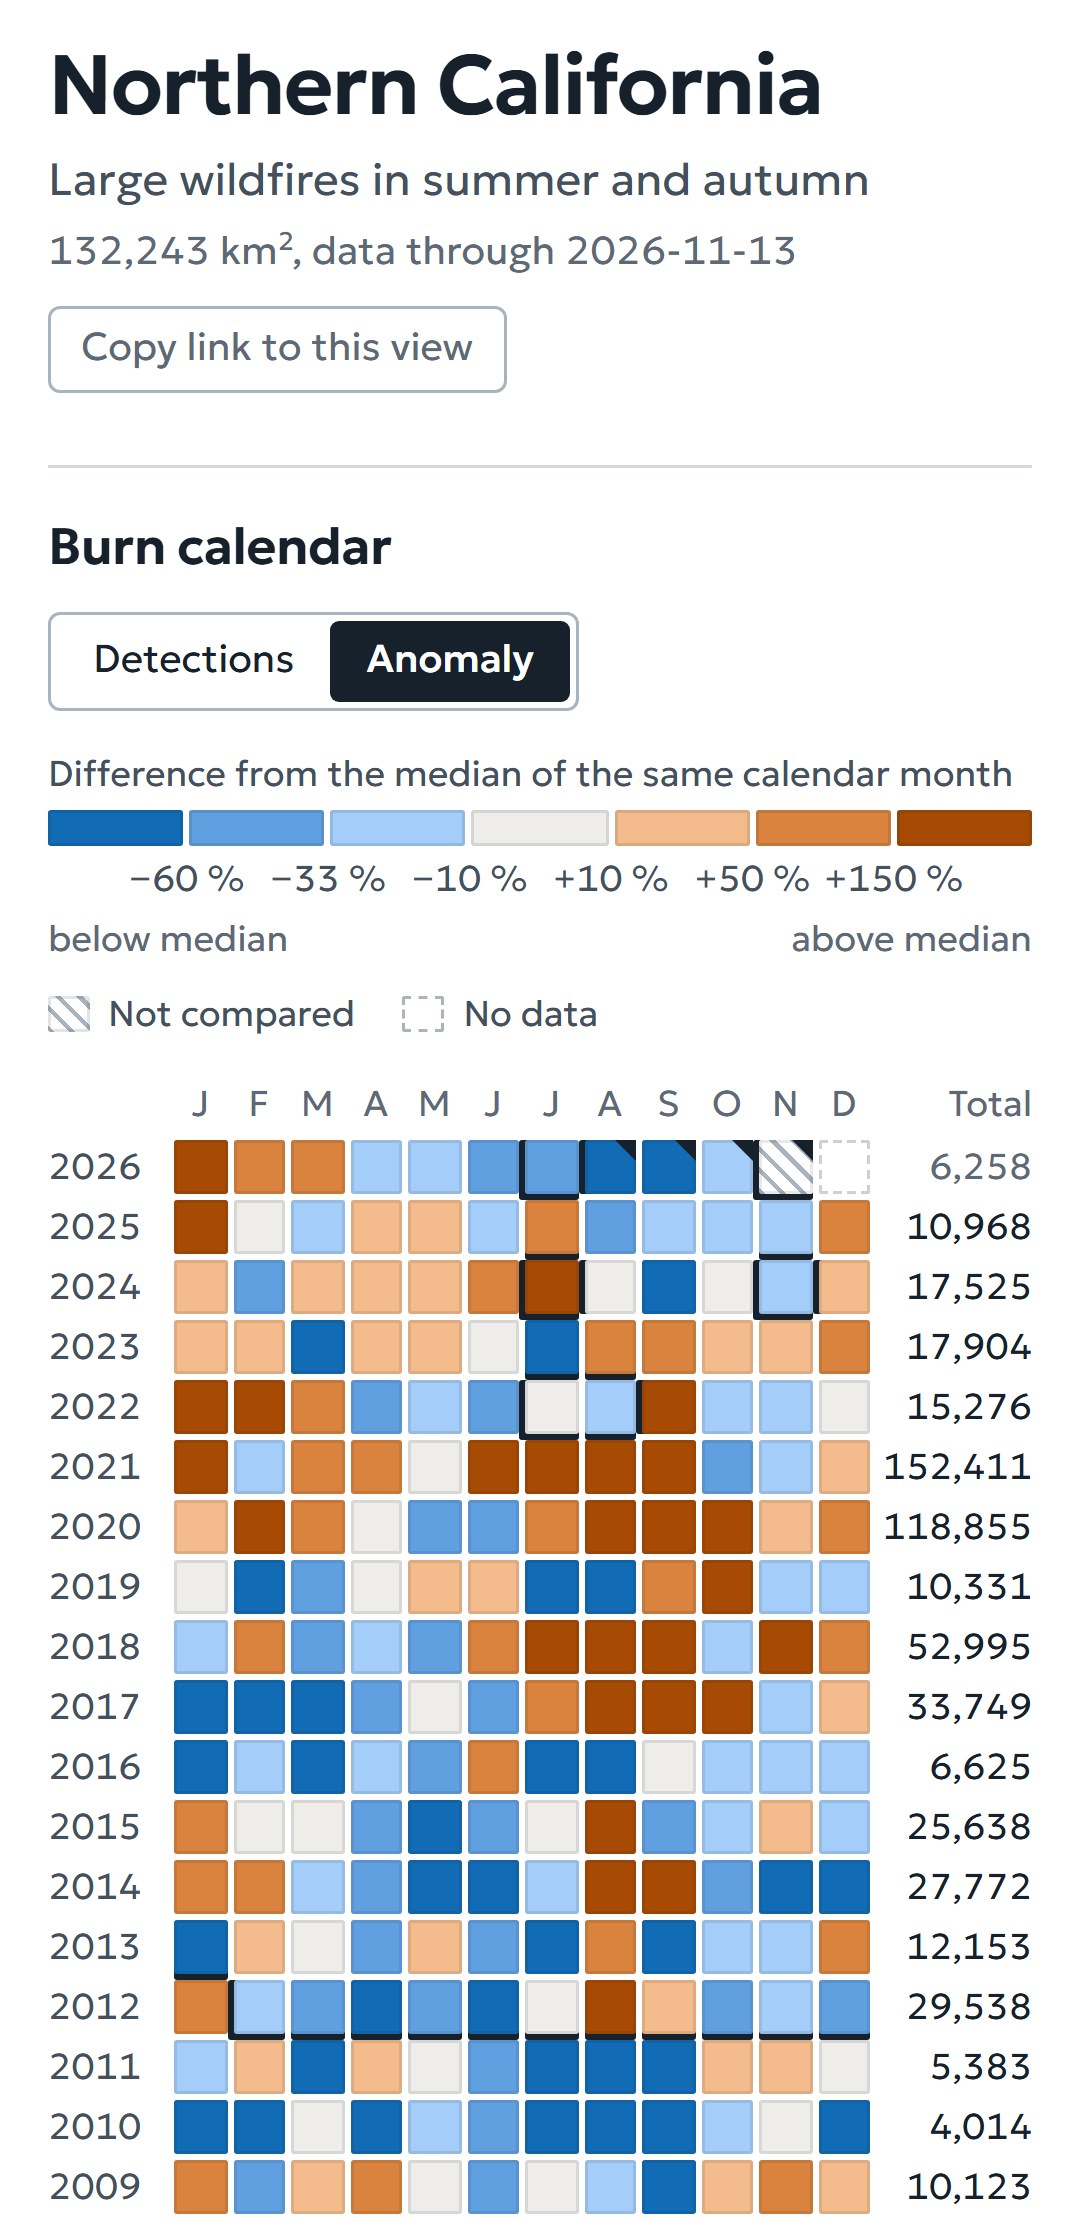 Northern California
Large wildfires in summer and autumn
132,243 km², data through 2026-11-13
Copy link to this view
Burn calendar
Detections Anomaly
Difference from the median of the same calendar month
−60 % −33 % −10 % +10 % +50 % +150 %
below median above median
Not compared No data
J F M A M J J A S O N D Total
2026 6,258
2025 10,968
2024 17,525
2023 17,904
2022 15,276
2021 152,411
2020 118,855
2019 10,331
2018 52,995
2017 33,749
2016 6,625
2015 25,638
2014 27,772
2013 12,153
2012 29,538
2011 5,383
2010 4,014
2009 10,123